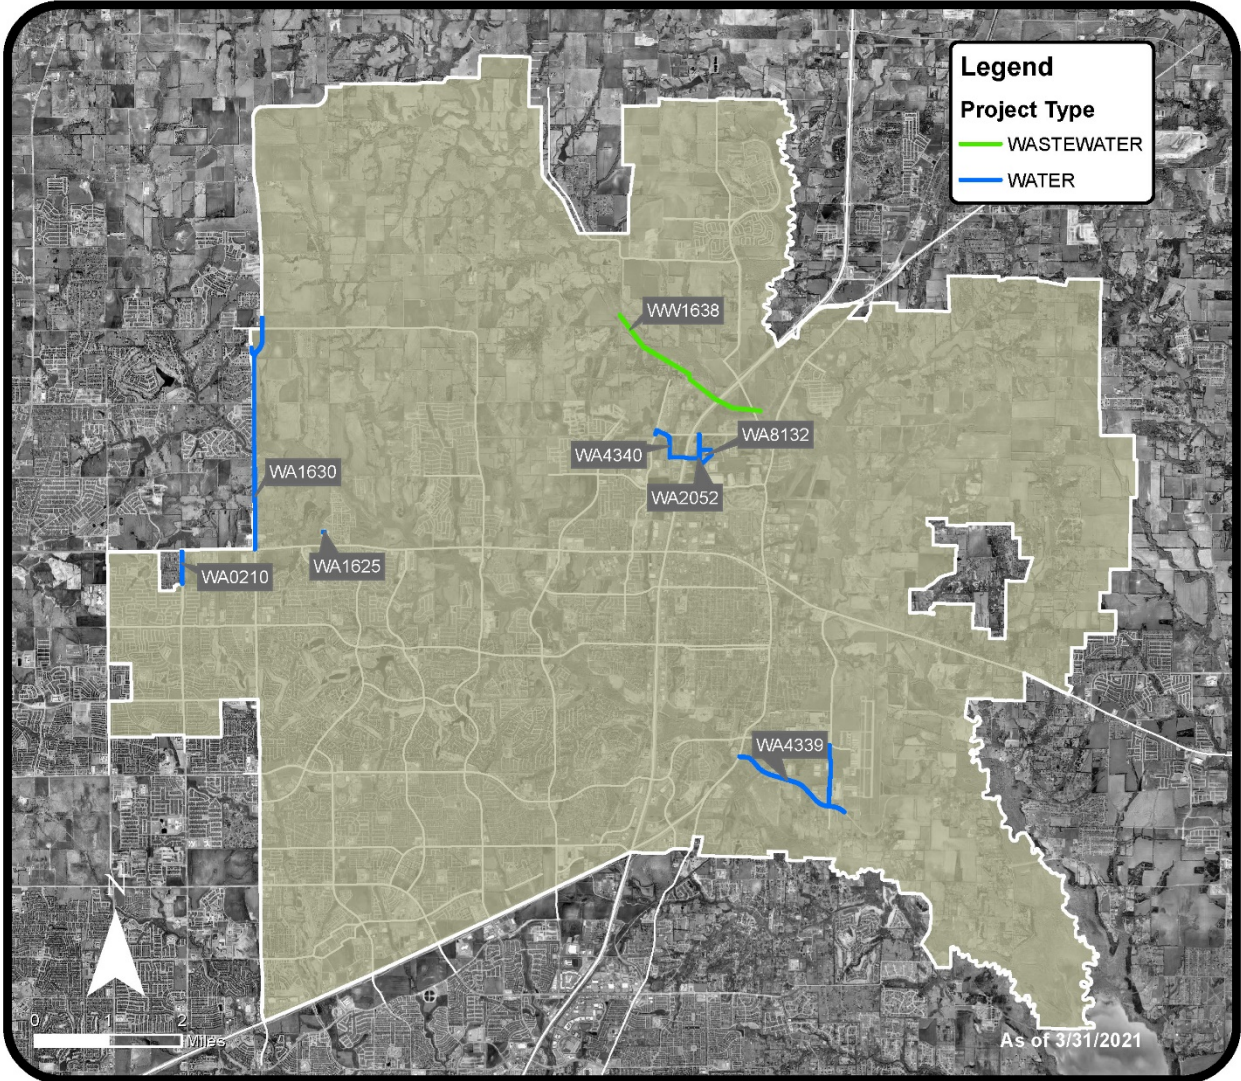 Legend
Project Type
WASTEWATER
WATER
WW1638
WA8132
WA4340
WA2052
WA1630
WA1625
WA0210
WA4339
N
0 1 2
Miles
As of 3/31/2021